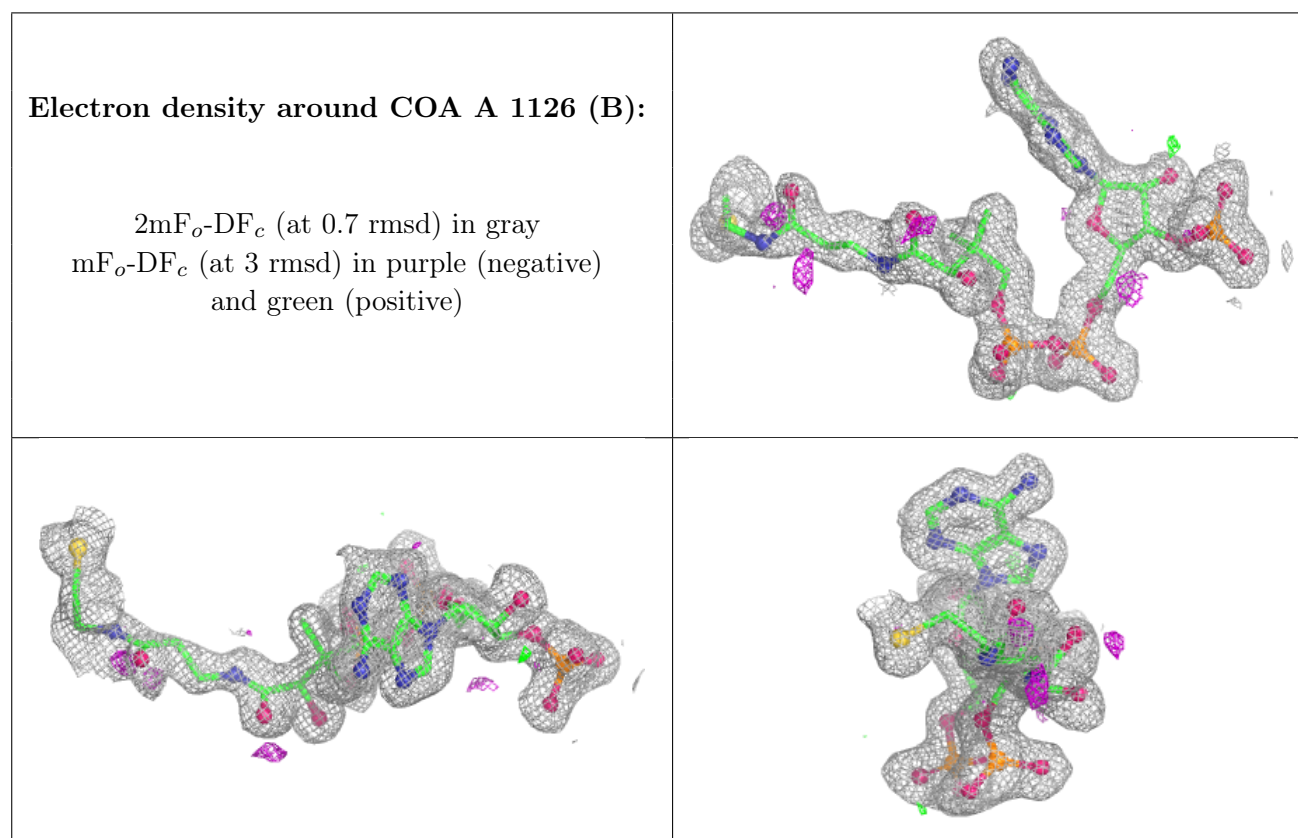 Electron density around COA A 1126 (B):
2mFo-DFc (at 0.7 rmsd) in gray
mFo-DFc (at 3 rmsd) in purple (negative)
and green (positive)